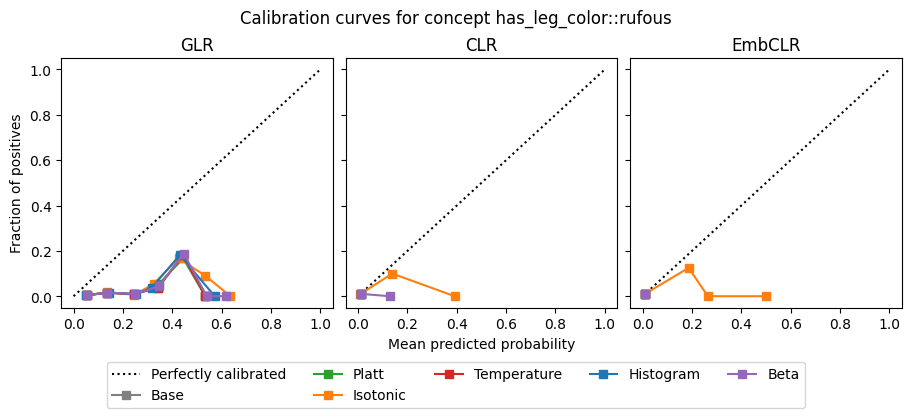 Calibration curves for concept has_leg_color::rufous
GLR
CLR
EmbCLR
Fraction of positives
1.0
0.8
0.6
0.4
0.2
0.0
0.0 0.2 0.4 0.6 0.8 1.0
0.0 0.2 0.4 0.6 0.8 1.0
0.0 0.2 0.4 0.6 0.8 1.0
Mean predicted probability
Perfectly calibrated
Base
Platt
Isotonic
Temperature
Histogram
Beta